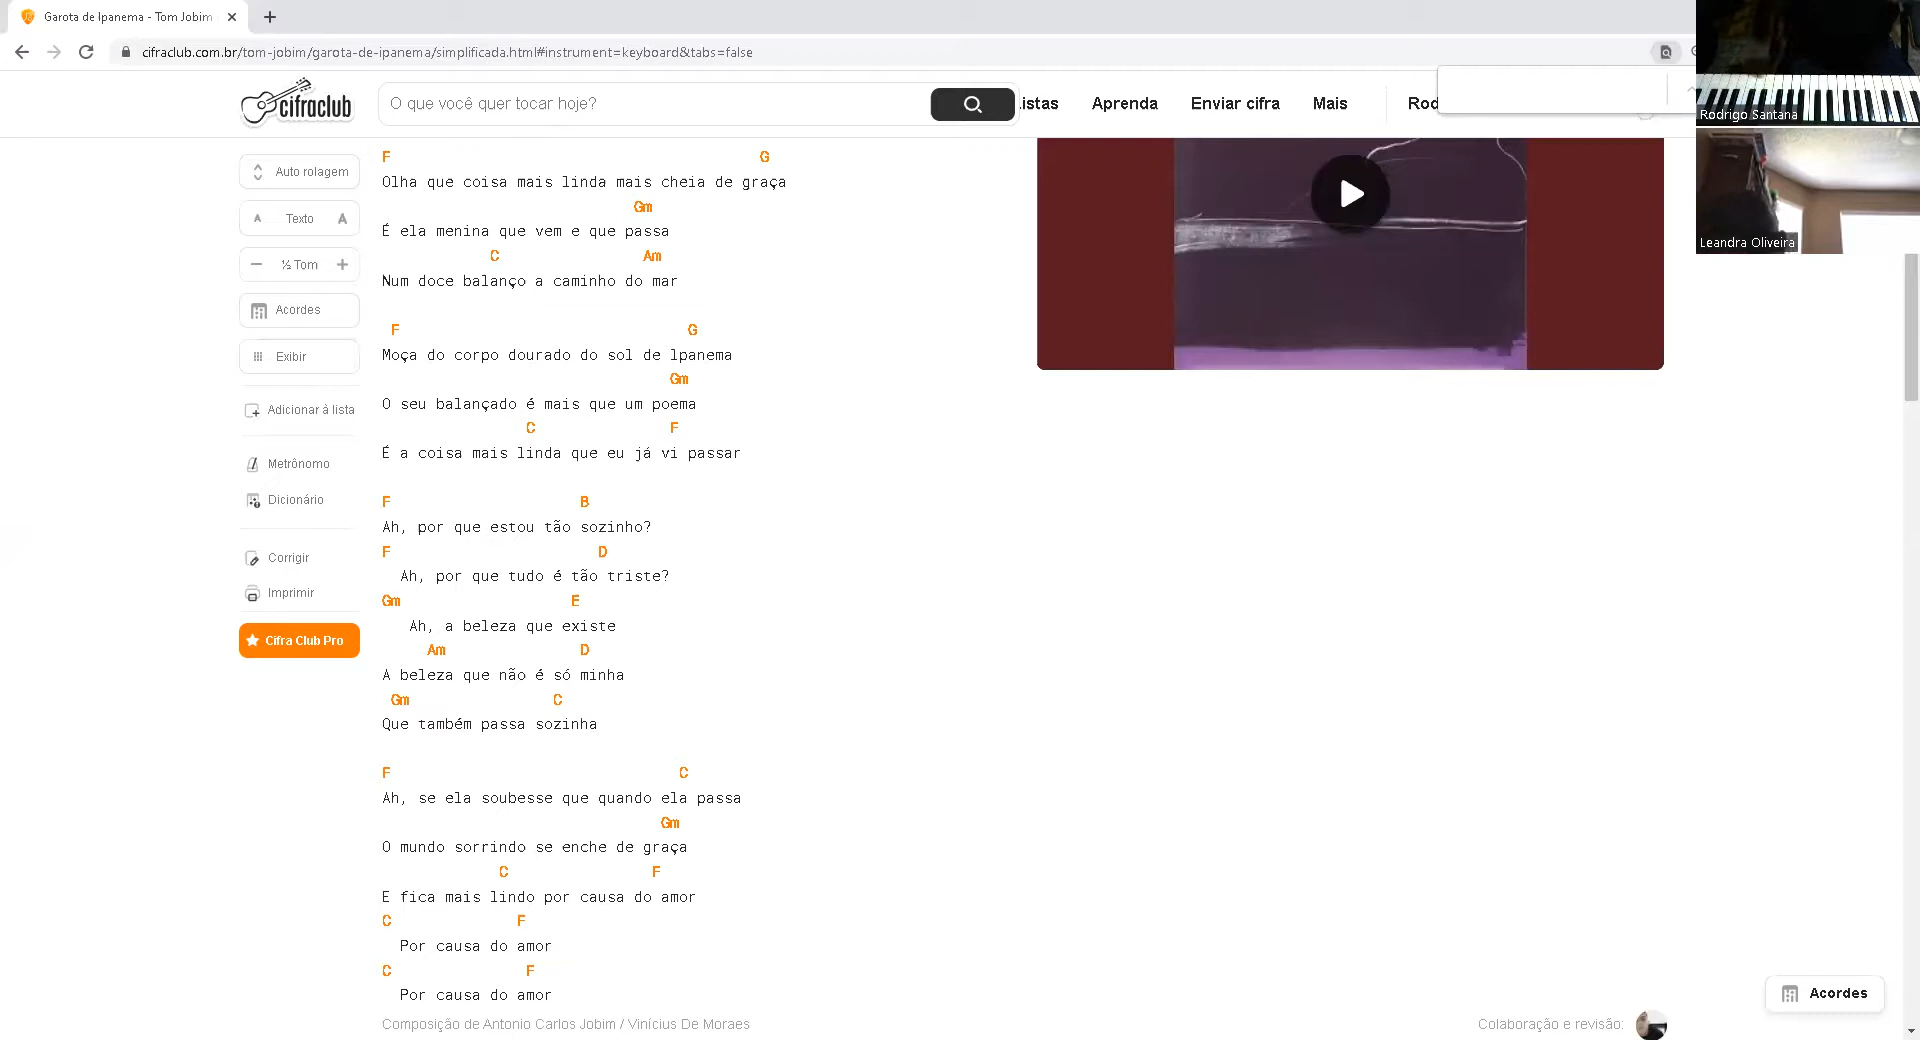 Garota de Ipanema - Tom Jobim
cifraclub.com.br/tom-jobim/garota-de-ipanema/simplificada.html#instrument=keyboard&tabs=false
cifraclub
O que você quer tocar hoje?
istas
Aprenda
Enviar cifra
Mais
Rod
Rodrigo Santana
Leandra Oliveira
Auto rolagem
A Texto A
½ Tom
Acordes
Exibir
Adicionar à lista
Metrônomo
Dicionário
Corrigir
Imprimir
Cifra Club Pro
F G
Olha que coisa mais linda mais cheia de graça
Gm
É ela menina que vem e que passa
C Am
Num doce balanço a caminho do mar
F G
Moça do corpo dourado do sol de Ipanema
Gm
O seu balançado é mais que um poema
C F
É a coisa mais linda que eu já vi passar
F B
Ah, por que estou tão sozinho?
F D
Ah, por que tudo é tão triste?
Gm E
Ah, a beleza que existe
Am D
A beleza que não é só minha
Gm C
Que também passa sozinha
F C
Ah, se ela soubesse que quando ela passa
Gm
O mundo sorrindo se enche de graça
C F
E fica mais lindo por causa do amor
C F
Por causa do amor
C F
Por causa do amor
Composição de Antonio Carlos Jobim / Vinícius De Moraes
Colaboração e revisão:
Acordes